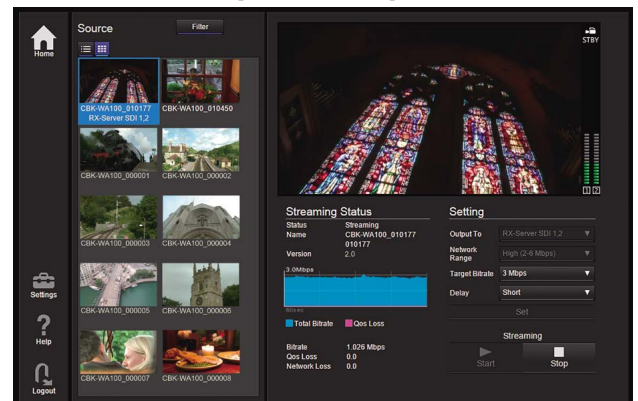 Home
Settings
Help
Logout
Source
Filter
CBK-WA100_010177
RX-Server SDI 1,2
CBK-WA100_010450
CBK-WA100_000001
CBK-WA100_000002
CBK-WA100_000003
CBK-WA100_000004
CBK-WA100_000005
CBK-WA100_000006
CBK-WA100_000007
CBK-WA100_000008
STBY
1 2
Streaming Status
Status Streaming
Name CBK-WA100_010177
010177
Version 2.0
3.0Mbps
60sec
Total Bitrate Qos Loss
Bitrate 1.026 Mbps
Qos Loss 0.0
Network Loss 0.0
Setting
Output To RX-Server SDI 1,2
Network Range High (2-6 Mbps)
Target Bitrate 3 Mbps
Delay Short
Set
Streaming
Start Stop